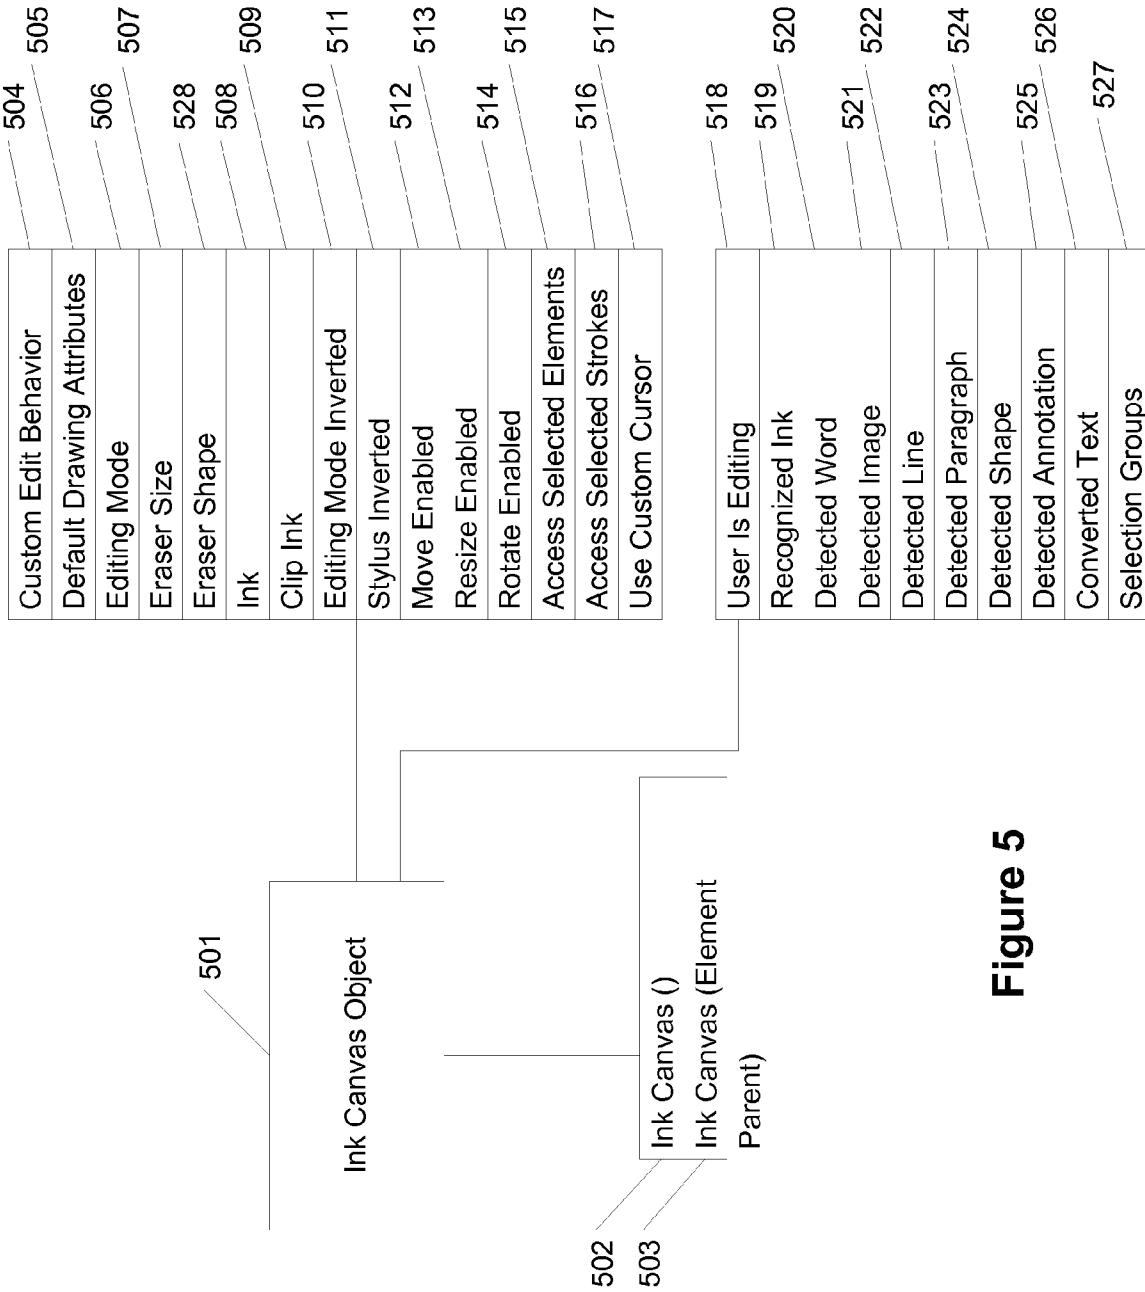 501
Ink Canvas Object
502
503
Ink Canvas ()
Ink Canvas (Element
Parent)
Custom Edit Behavior
504
Default Drawing Attributes
505
Editing Mode
506
Eraser Size
507
Eraser Shape
528
Ink
508
Clip Ink
509
Editing Mode Inverted
510
Stylus Inverted
511
Move Enabled
512
Resize Enabled
513
Rotate Enabled
514
Access Selected Elements
515
Access Selected Strokes
516
Use Custom Cursor
517
User Is Editing
518
Recognized Ink
519
Detected Word
520
Detected Image
521
Detected Line
522
Detected Paragraph
523
Detected Shape
524
Detected Annotation
525
Converted Text
526
Selection Groups
527
Figure 5